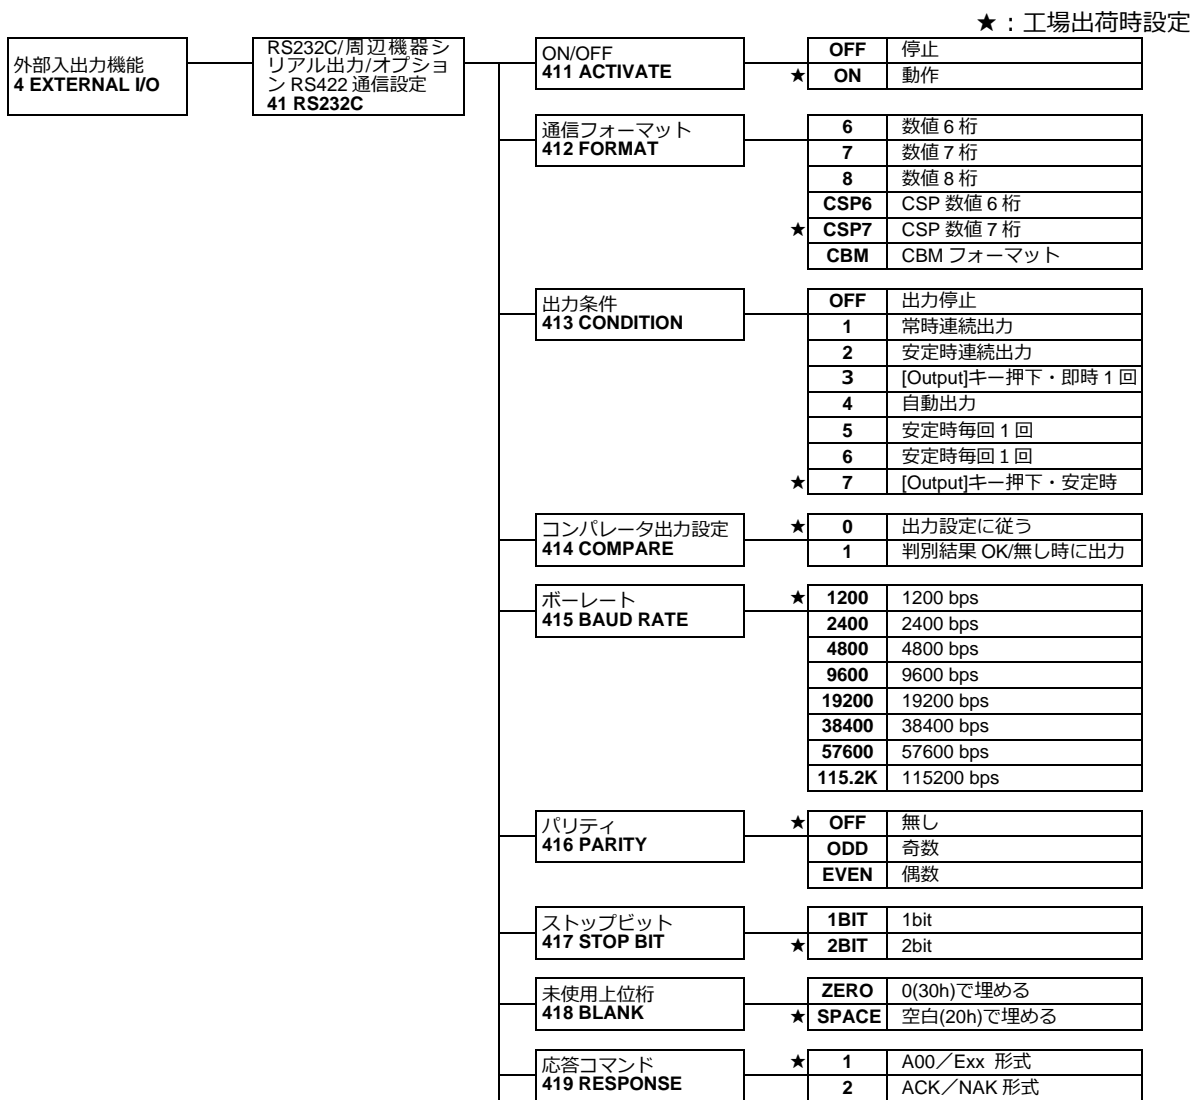 ★：工場出荷時設定
外部入出力機能
4 EXTERNAL I/O
RS232C/周辺機器シ
リアル出力/オプショ
ン RS422 通信設定
41 RS232C
ON/OFF
411 ACTIVATE
OFF 停止
★ ON 動作
通信フォーマット
412 FORMAT
6 数値 6 桁
7 数値 7 桁
8 数値 8 桁
CSP6 CSP 数値 6 桁
★ CSP7 CSP 数値 7 桁
CBM CBM フォーマット
出力条件
413 CONDITION
OFF 出力停止
1 常時連続出力
2 安定時連続出力
3 [Output]キー押下・即時 1 回
4 自動出力
5 安定時毎回 1 回
6 安定時毎回 1 回
★ 7 [Output]キー押下・安定時
コンパレータ出力設定
414 COMPARE
★ 0 出力設定に従う
1 判別結果 OK/無し時に出力
ボーレート
415 BAUD RATE
★ 1200 1200 bps
2400 2400 bps
4800 4800 bps
9600 9600 bps
19200 19200 bps
38400 38400 bps
57600 57600 bps
115.2K 115200 bps
パリティ
416 PARITY
★ OFF 無し
ODD 奇数
EVEN 偶数
ストップビット
417 STOP BIT
1BIT 1bit
★ 2BIT 2bit
未使用上位桁
418 BLANK
ZERO 0(30h)で埋める
★ SPACE 空白(20h)で埋める
応答コマンド
419 RESPONSE
★ 1 A00／Exx 形式
2 ACK／NAK 形式